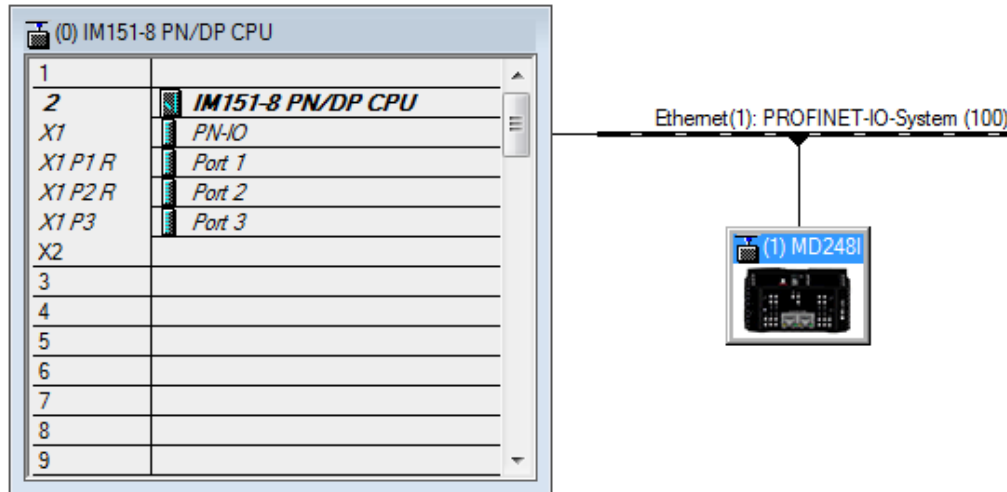 (0) IM151-8 PN/DP CPU
1
2 IM151-8 PN/DP CPU
X1 PN-IO
X1 P1 R Port 1
X1 P2 R Port 2
X1 P3 Port 3
X2
3
4
5
6
7
8
9
Ethernet(1): PROFINET-IO-System (100)
(1) MD248I